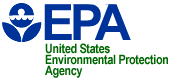 EPA
United States
Environmental Protection
Agency